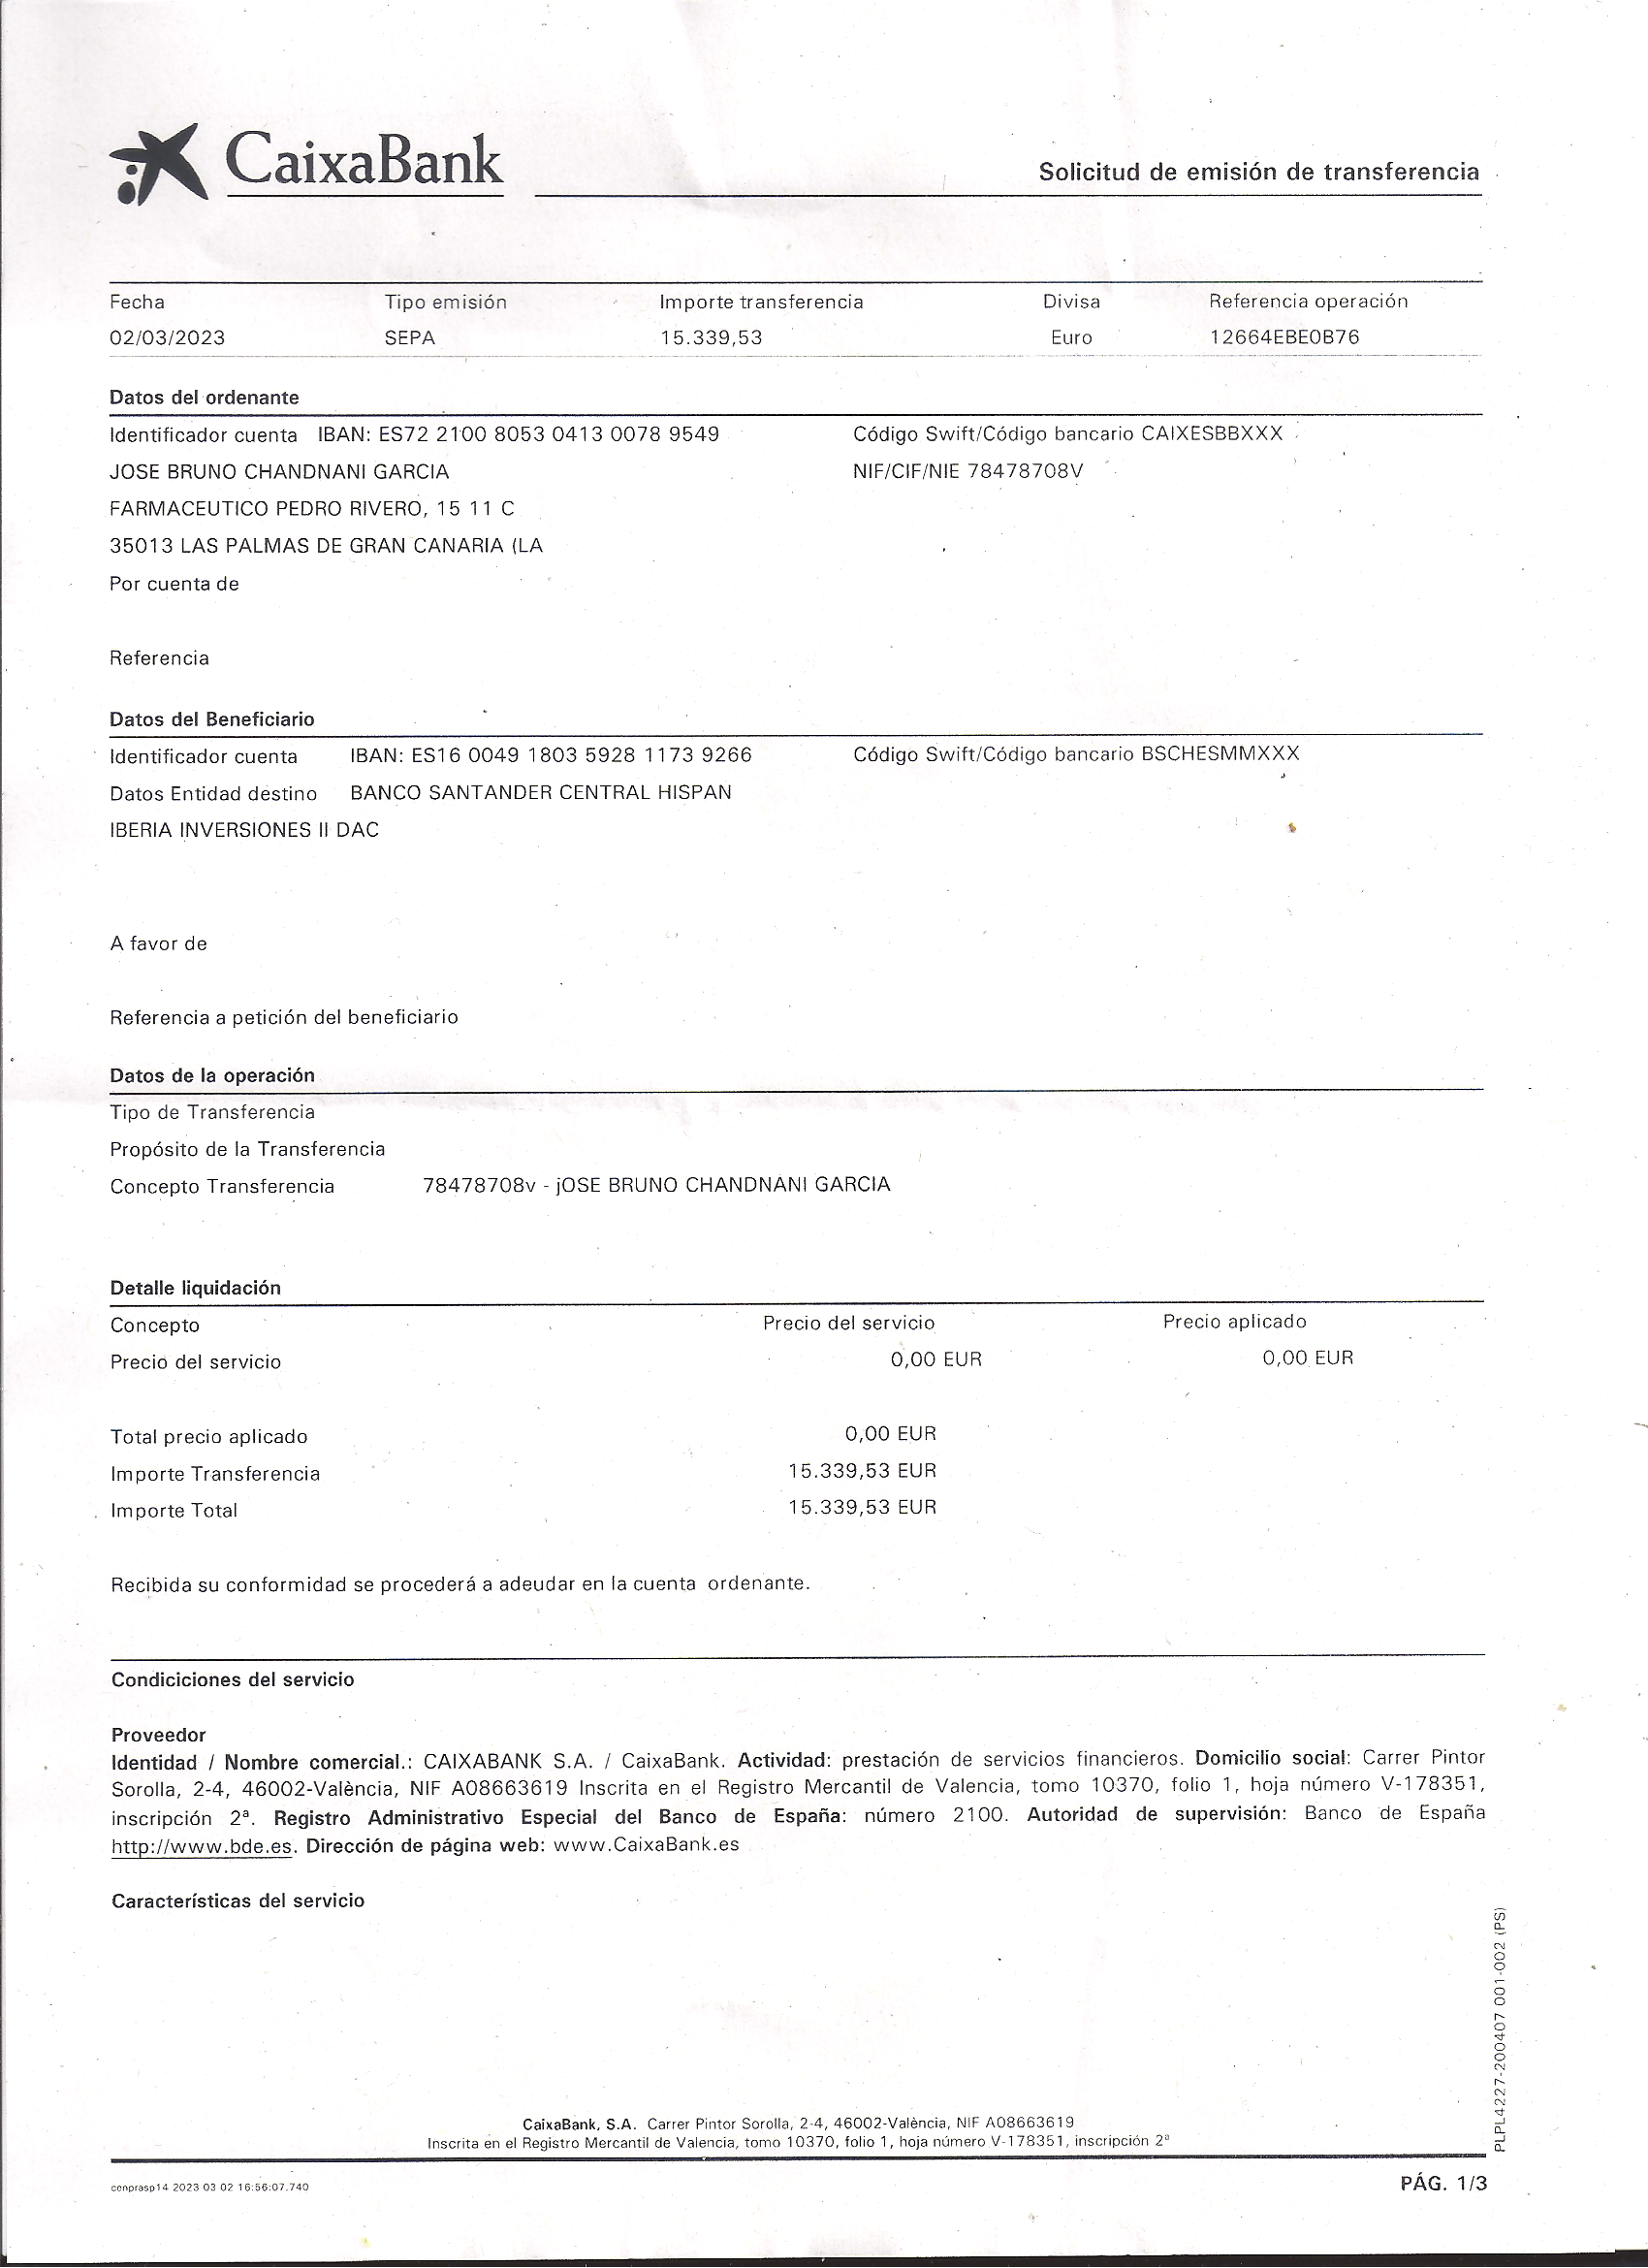 CaixaBank
Solicitud de emisión de transferencia
Fecha Tipo emisión Importe transferencia Divisa Referencia operación
02/03/2023 SEPA 15.339,53 Euro 12664EBE0B76
Datos del ordenante
Identificador cuenta IBAN: ES72 2100 8053 0413 0078 9549 Código Swift/Código bancario CAIXESBBXXX
JOSE BRUNO CHANDNANI GARCIA NIF/CIF/NIE 78478708V
FARMACEUTICO PEDRO RIVERO, 15 11 C
35013 LAS PALMAS DE GRAN CANARIA (LA
Por cuenta de
Referencia
Datos del Beneficiario
Identificador cuenta IBAN: ES16 0049 1803 5928 1173 9266 Código Swift/Código bancario BSCHESMMXXX
Datos Entidad destino BANCO SANTANDER CENTRAL HISPAN
IBERIA INVERSIONES II DAC
A favor de
Referencia a petición del beneficiario
Datos de la operación
Tipo de Transferencia
Propósito de la Transferencia
Concepto Transferencia 78478708v - jOSE BRUNO CHANDNANI GARCIA
Detalle liquidación
Concepto Precio del servicio Precio aplicado
Precio del servicio 0,00 EUR 0,00 EUR
Total precio aplicado 0,00 EUR
Importe Transferencia 15.339,53 EUR
Importe Total 15.339,53 EUR
Recibida su conformidad se procederá a adeudar en la cuenta ordenante.
Condiciciones del servicio
Proveedor
Identidad / Nombre comercial.: CAIXABANK S.A. / CaixaBank. Actividad: prestación de servicios financieros. Domicilio social: Carrer Pintor
Sorolla, 2-4, 46002-València, NIF A08663619 Inscrita en el Registro Mercantil de Valencia, tomo 10370, folio 1, hoja número V-178351,
inscripción 2ª. Registro Administrativo Especial del Banco de España: número 2100. Autoridad de supervisión: Banco de España
http://www.bde.es. Dirección de página web: www.CaixaBank.es
Características del servicio
PLPL4227-200407 001-002 (PS)
CaixaBank, S.A. Carrer Pintor Sorolla, 2-4, 46002-València, NIF A08663619
Inscrita en el Registro Mercantil de Valencia, tomo 10370, folio 1, hoja número V-178351, inscripción 2ª
cenprasp14 2023 03 02 16:56:07.740
PÁG. 1/3